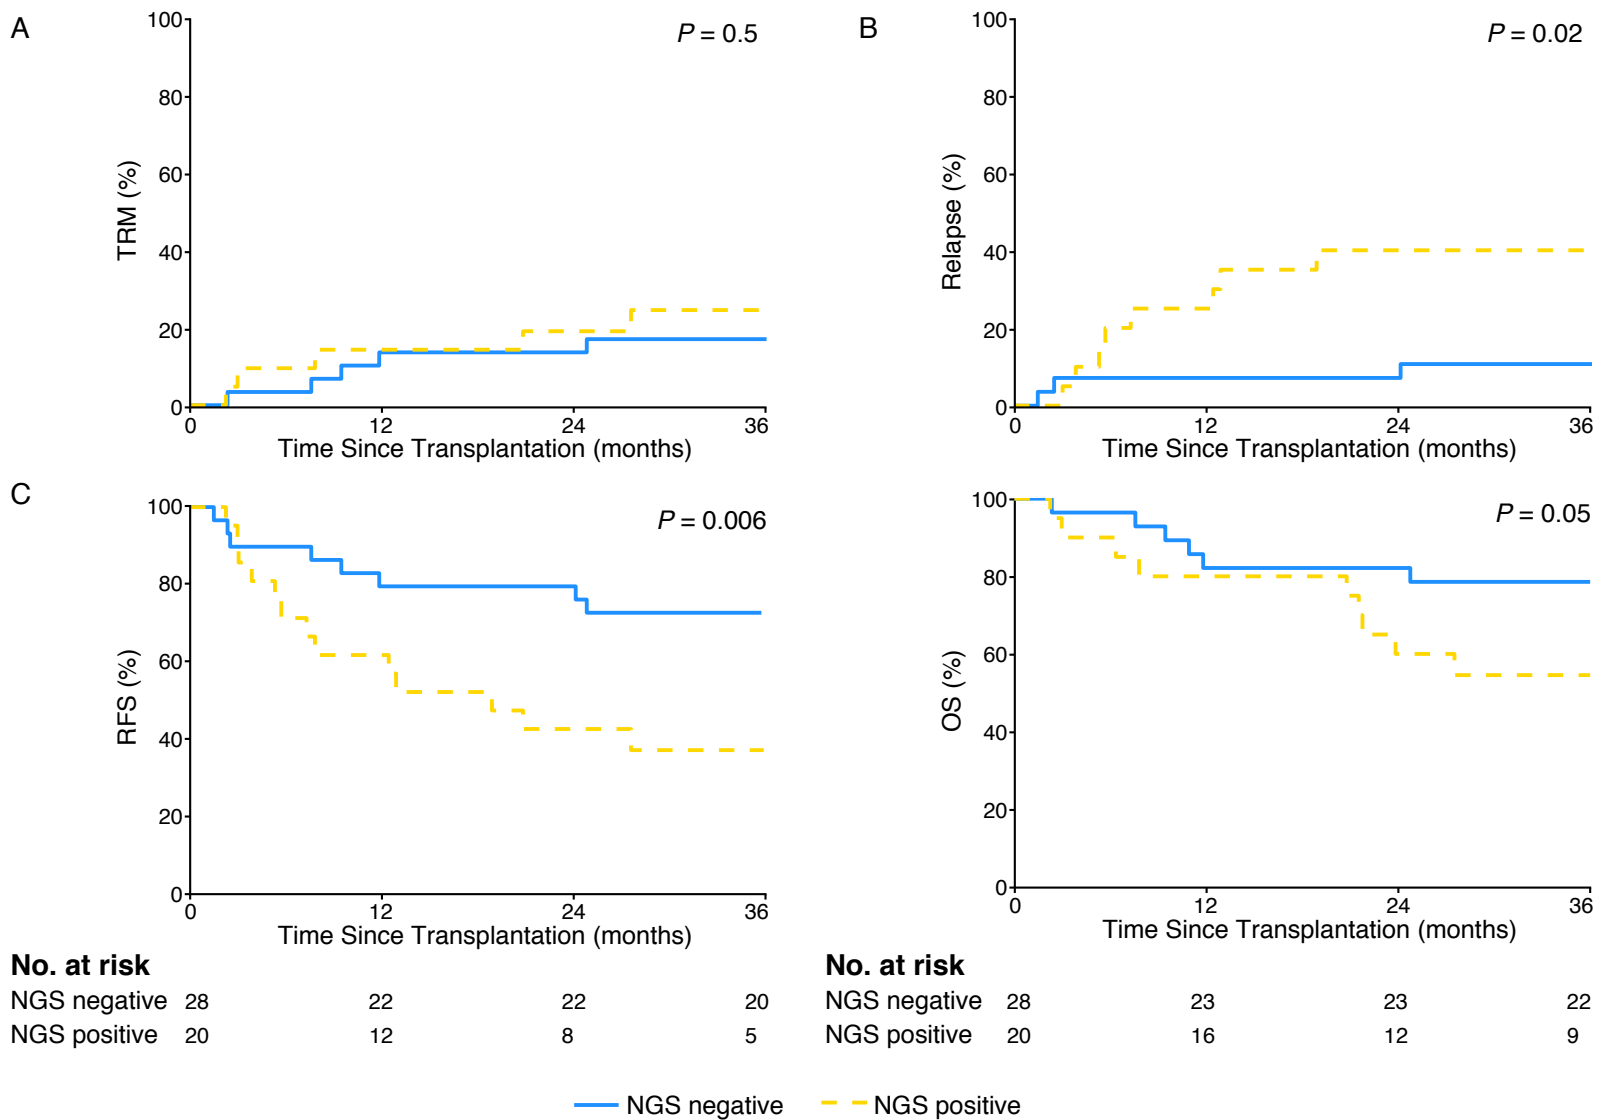 A
P = 0.5
100
80
60
40
20
0
TRM (%)
0 12 24 36
Time Since Transplantation (months)
B
P = 0.02
100
80
60
40
20
0
Relapse (%)
0 12 24 36
Time Since Transplantation (months)
C
P = 0.006
100
80
60
40
20
0
RFS (%)
0 12 24 36
Time Since Transplantation (months)
P = 0.05
100
80
60
40
20
0
OS (%)
0 12 24 36
Time Since Transplantation (months)
No. at risk
NGS negative 28 22 22 20
NGS positive 20 12 8 5
No. at risk
NGS negative 28 23 23 22
NGS positive 20 16 12 9
NGS negative NGS positive